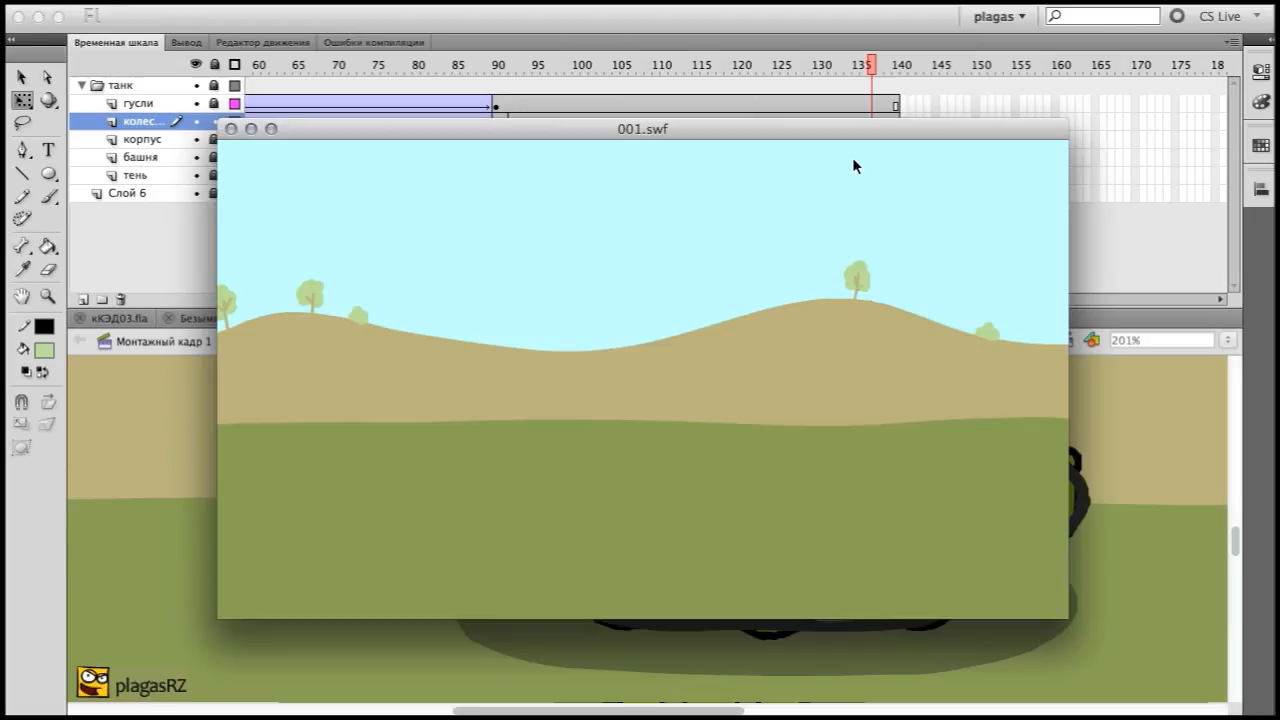 Fl
plagas
CS Live
Временная шкала
Вывод
Редактор движения
Ошибки компиляции
60 65 70 75 80 85 90 95 100 105 110 115 120 125 130 135 140 145 150 155 160 165 170 175 18
танк
гусли
колес...
001.swf
корпус
башня
тень
Слой 6
кКЭД03.fla
Безымя
Монтажный кадр 1
201%
plagasRZ